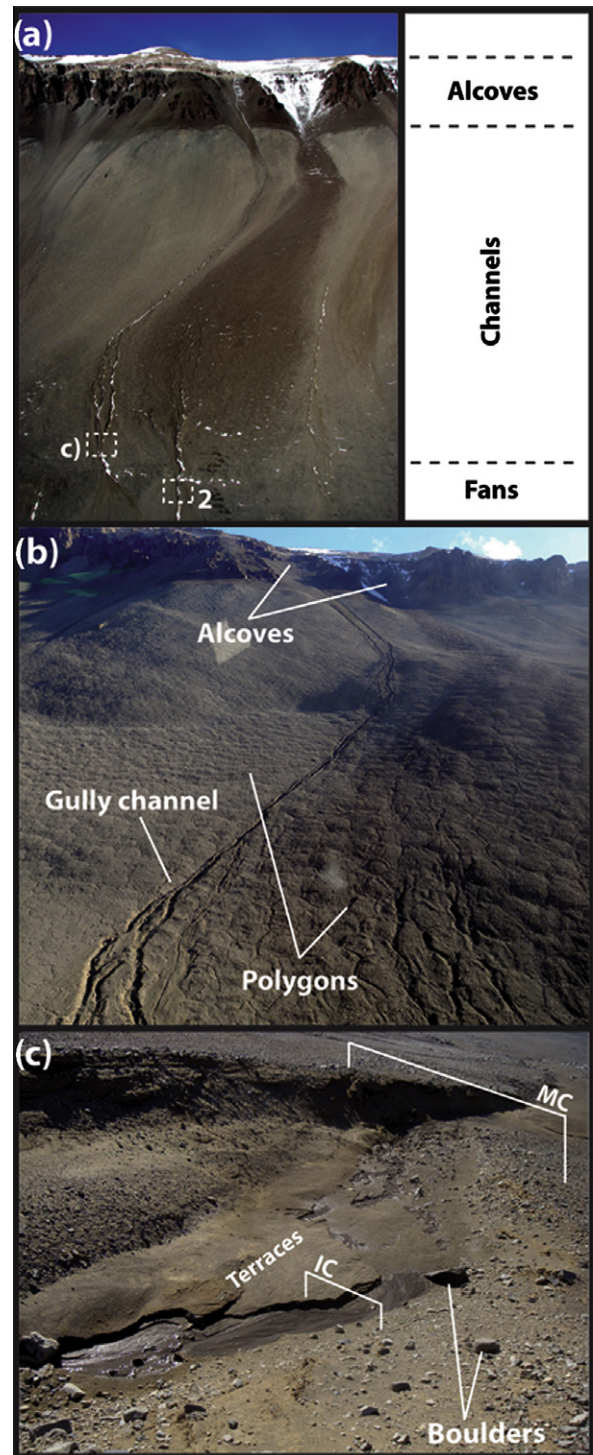 (a)
Alcoves
Channels
Fans
c)
2
(b)
Alcoves
Gully channel
Polygons
(c)
MC
Terraces
IC
Boulders